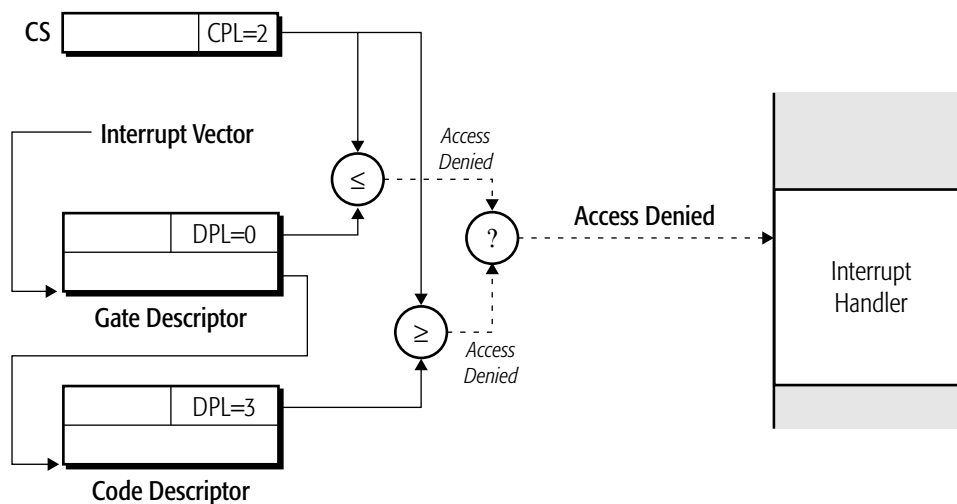 CS
CPL=2
Interrupt Vector
Access
Denied
≤
DPL=0
?
Access Denied
Interrupt
Handler
Gate Descriptor
≥
Access
Denied
DPL=3
Code Descriptor